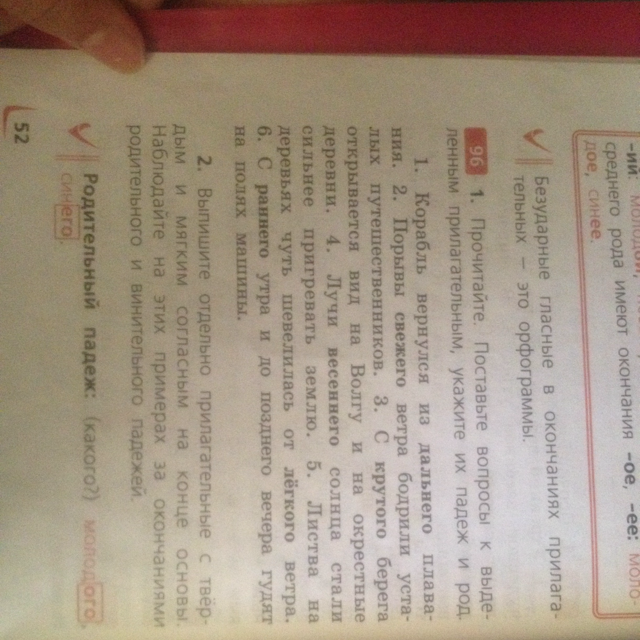 -ий: молодой,
среднего рода имеют окончания -ое, -ее: моло-
дое, синее.
Безударные гласные в окончаниях прилага-
тельных — это орфограммы.
96 1. Прочитайте. Поставьте вопросы к выде-
ленным прилагательным, укажите их падеж и род.
1. Корабль вернулся из дальнего плава-
ния. 2. Порывы свежего ветра бодрили уста-
лых путешественников. 3. С крутого берега
открывается вид на Волгу и на окрестные
деревни. 4. Лучи весеннего солнца стали
сильнее пригревать землю. 5. Листва на
деревьях чуть шевелилась от лёгкого ветра.
6. С раннего утра и до позднего вечера гудят
на полях машины.
2. Выпишите отдельно прилагательные с твёр-
дым и мягким согласным на конце основы.
Наблюдайте на этих примерах за окончаниями
родительного и винительного падежей.
Родительный падеж: (какого?) молодого,
синего.
52